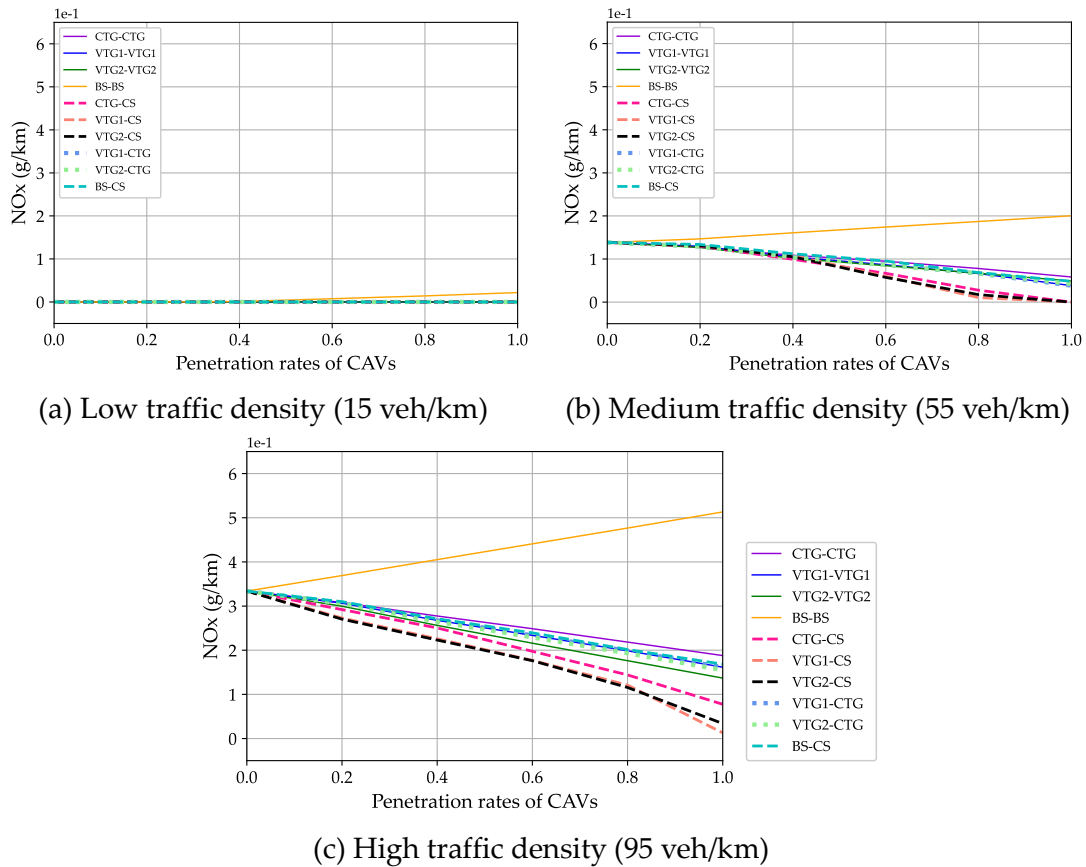 1e-1
NOx (g/km)
6
5
4
3
2
1
0
0.0 0.2 0.4 0.6 0.8 1.0
Penetration rates of CAVs
CTG-CTG
VTG1-VTG1
VTG2-VTG2
BS-BS
CTG-CS
VTG1-CS
VTG2-CS
VTG1-CTG
VTG2-CTG
BS-CS
(a) Low traffic density (15 veh/km)
1e-1
NOx (g/km)
6
5
4
3
2
1
0
0.0 0.2 0.4 0.6 0.8 1.0
Penetration rates of CAVs
CTG-CTG
VTG1-VTG1
VTG2-VTG2
BS-BS
CTG-CS
VTG1-CS
VTG2-CS
VTG1-CTG
VTG2-CTG
BS-CS
(b) Medium traffic density (55 veh/km)
1e-1
NOx (g/km)
6
5
4
3
2
1
0
0.0 0.2 0.4 0.6 0.8 1.0
Penetration rates of CAVs
CTG-CTG
VTG1-VTG1
VTG2-VTG2
BS-BS
CTG-CS
VTG1-CS
VTG2-CS
VTG1-CTG
VTG2-CTG
BS-CS
(c) High traffic density (95 veh/km)